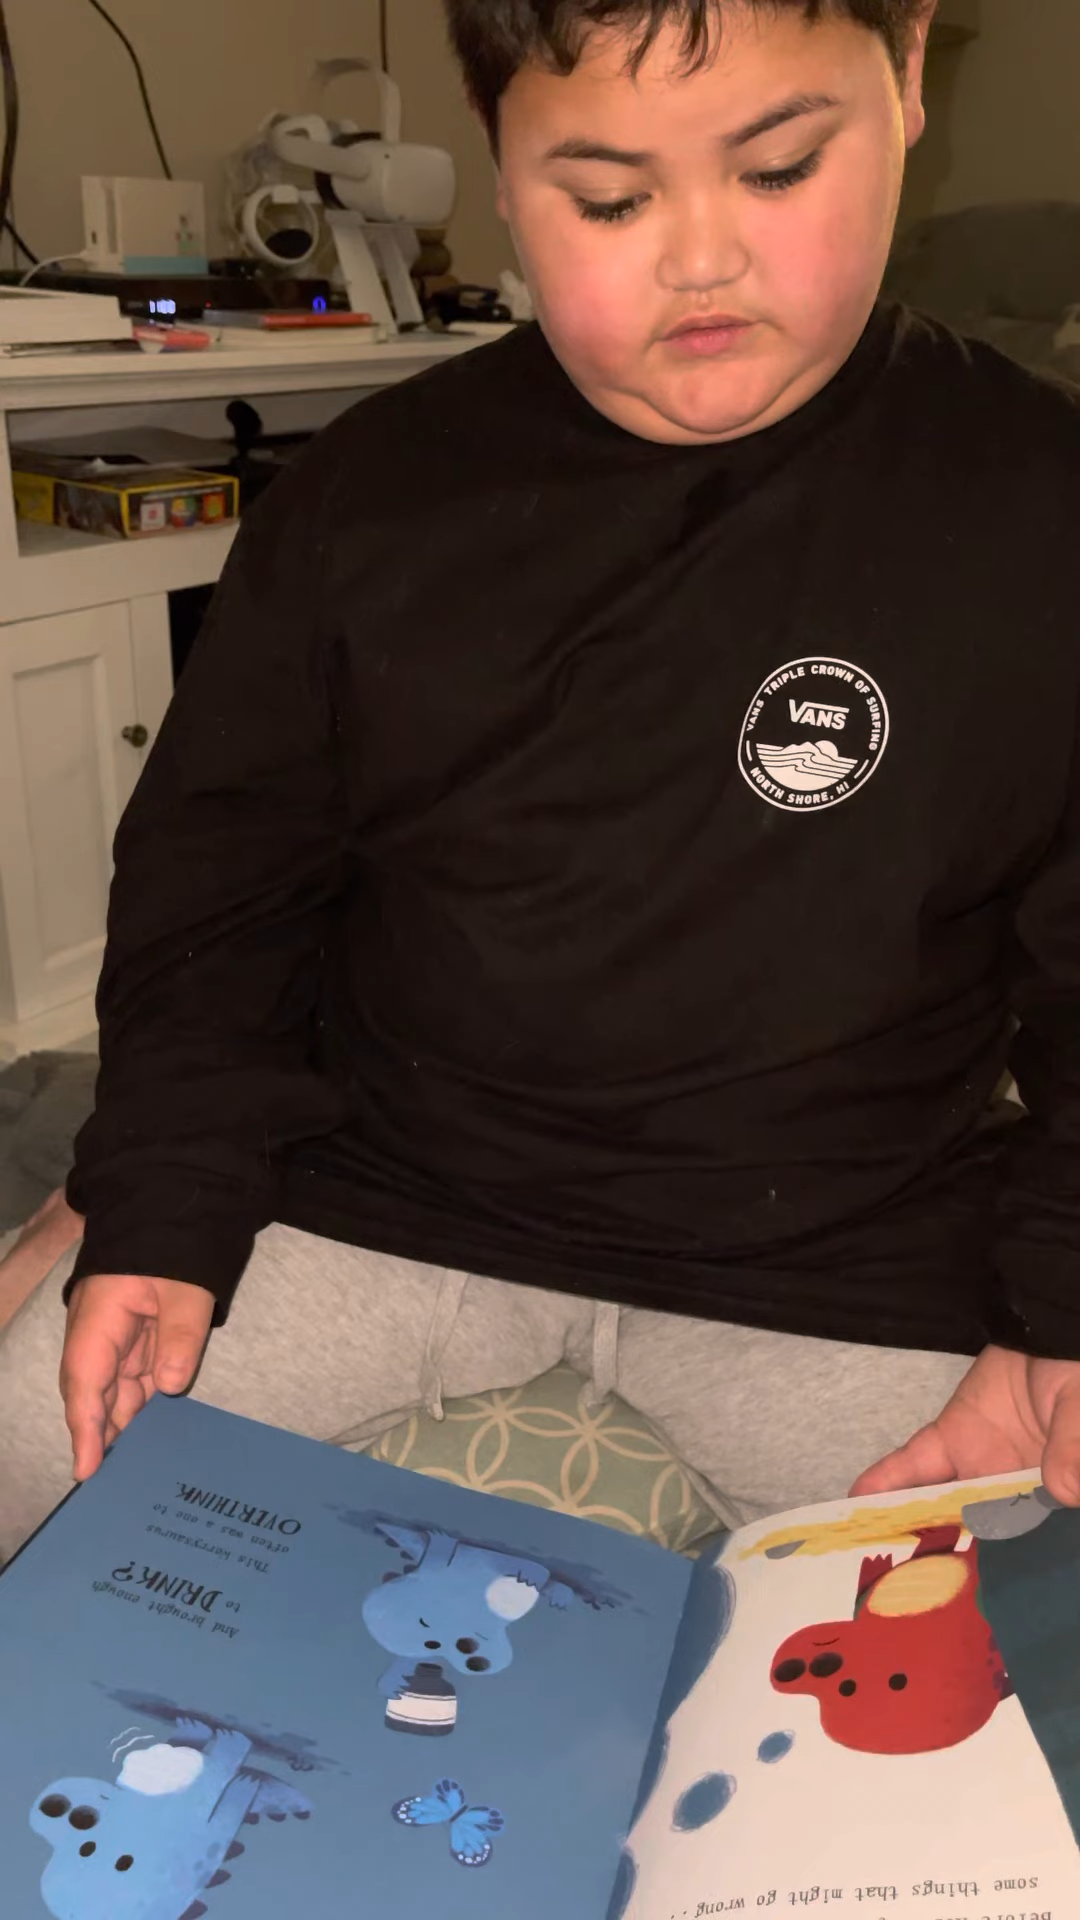 VANS TRIPLE CROWN OF SURFING
VANS
NORTH SHORE, HI
And brought enough
to DRINK?
This worrysaurus
often was a one to
OVERTHINK.
some things that might go wrong...